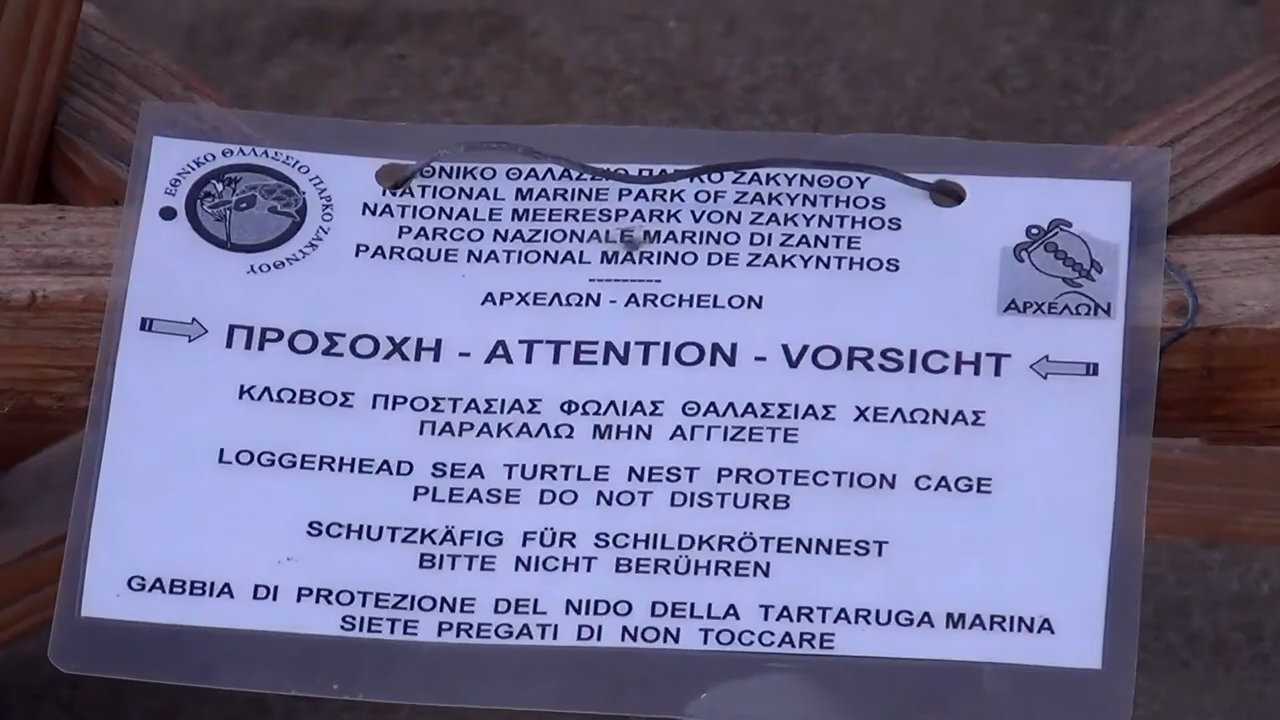 ΕΘΝΙΚΟ ΘΑΛΑΣΣΙΟ ΠΑΡΚΟ ΖΑΚΥΝΘΟΥ
ΕΘΝΙΚΟ ΘΑΛΑΣΣΙΟ ΠΑΡΚΟ ΖΑΚΥΝΘΟΥ
NATIONAL MARINE PARK OF ZAKYNTHOS
NATIONALE MEERESPARK VON ZAKYNTHOS
PARCO NAZIONALE MARINO DI ZANTE
PARQUE NATIONAL MARINO DE ZAKYNTHOS
---------
ΑΡΧΕΛΩΝ - ARCHELON
ΑΡΧΕΛΩΝ
ΠΡΟΣΟΧΗ - ATTENTION - VORSICHT
ΚΛΩΒΟΣ ΠΡΟΣΤΑΣΙΑΣ ΦΩΛΙΑΣ ΘΑΛΑΣΣΙΑΣ ΧΕΛΩΝΑΣ
ΠΑΡΑΚΑΛΩ ΜΗΝ ΑΓΓΙΖΕΤΕ
LOGGERHEAD SEA TURTLE NEST PROTECTION CAGE
PLEASE DO NOT DISTURB
SCHUTZKÄFIG FÜR SCHILDKRÖTENNEST
BITTE NICHT BERÜHREN
GABBIA DI PROTEZIONE DEL NIDO DELLA TARTARUGA MARINA
SIETE PREGATI DI NON TOCCARE